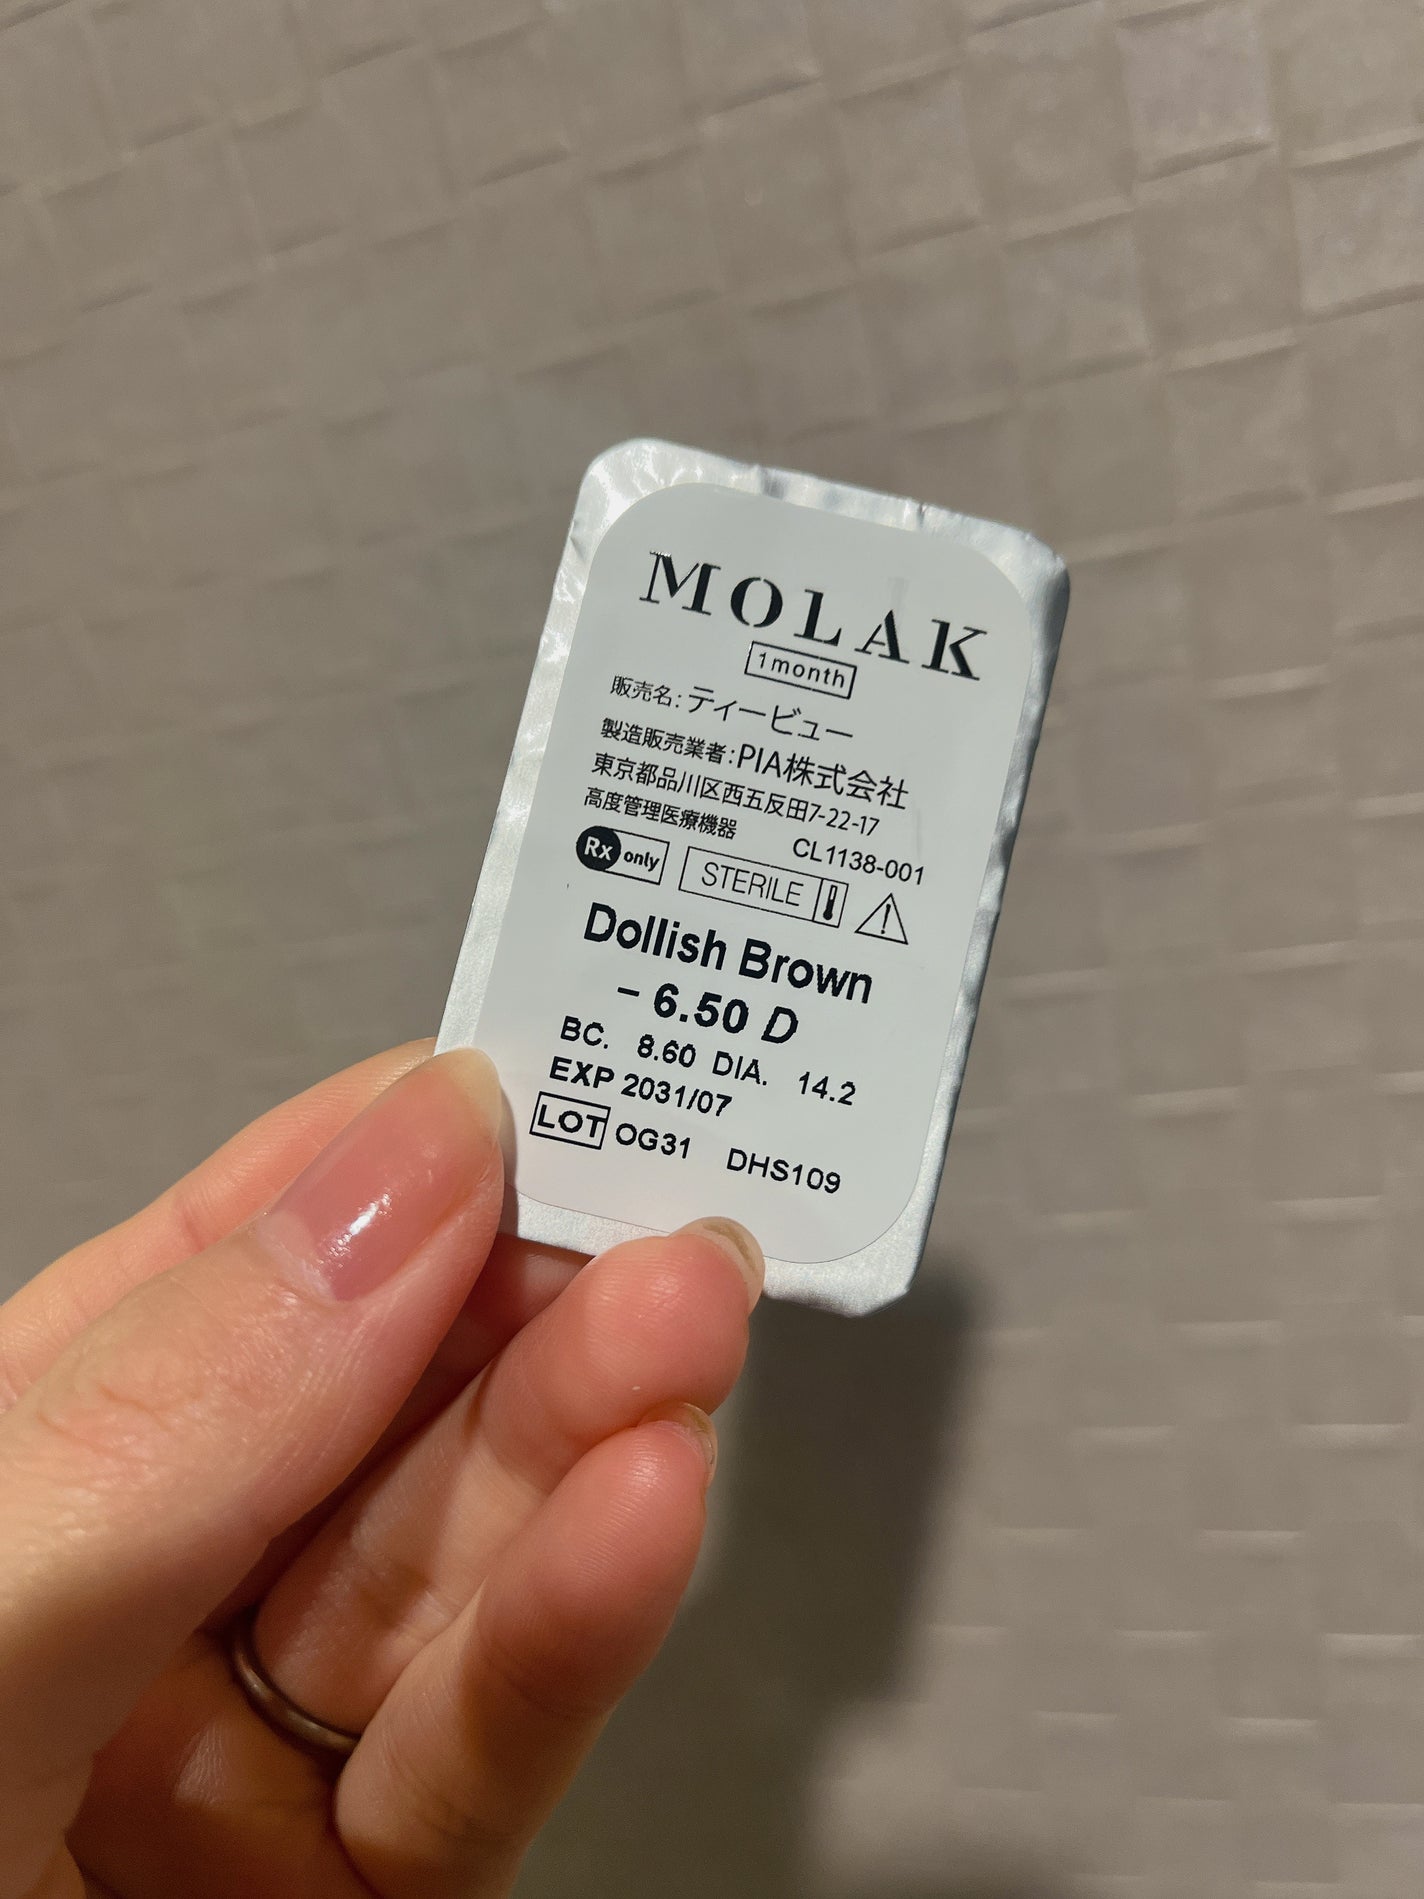 MOLAK
1month
販売名:ティービュー
製造販売業者:PIA株式会社
東京都品川区西五反田7-22-17
高度管理医療機器 CL1138-001
Rx only STERILE
Dollish Brown
− 6.50 D
BC. 8.60 DIA. 14.2
EXP 2031/07
LOT OG31 DHS109